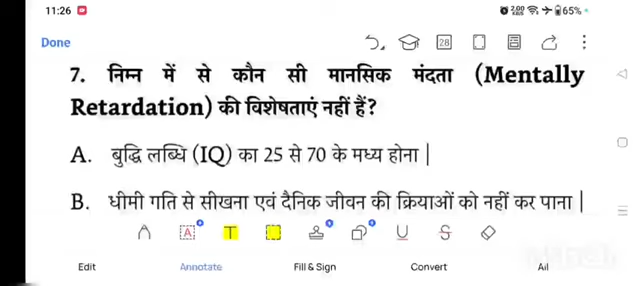 11:26
65%
Done
28
7. निम्न में से कौन सी मानसिक मंदता (Mentally
Retardation) की विशेषताएं नहीं हैं?
A. बुद्धि लब्धि (IQ) का 25 से 70 के मध्य होना |
B. धीमी गति से सीखना एवं दैनिक जीवन की क्रियाओं को नहीं कर पाना |
A T U S
Edit Annotate Fill & Sign Convert All